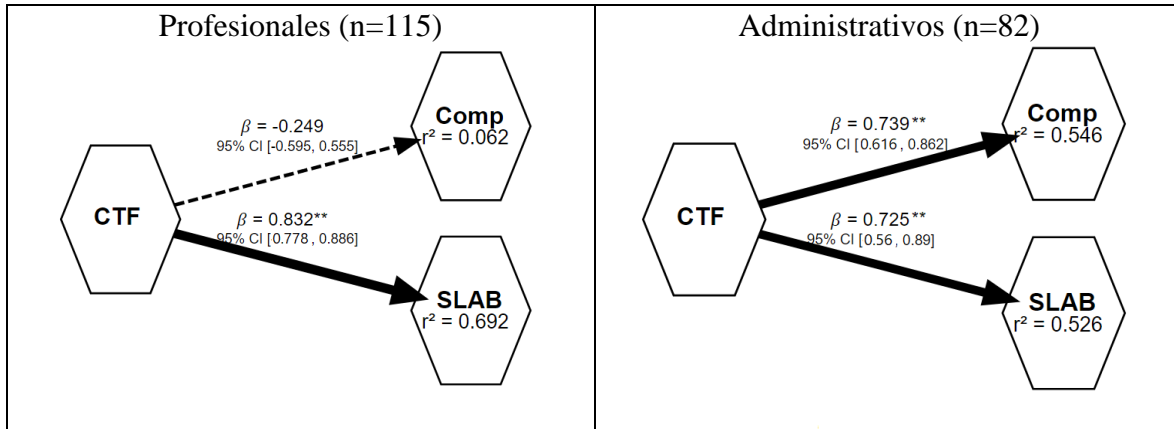 Profesionales (n=115)
Comp
r² = 0.062
β = -0.249
95% CI [-0.595, 0.555]
CTF
β = 0.832**
95% CI [0.778 , 0.886]
SLAB
r² = 0.692
Administrativos (n=82)
Comp
r² = 0.546
β = 0.739**
95% CI [0.616 , 0.862]
CTF
β = 0.725**
95% CI [0.56 , 0.89]
SLAB
r² = 0.526